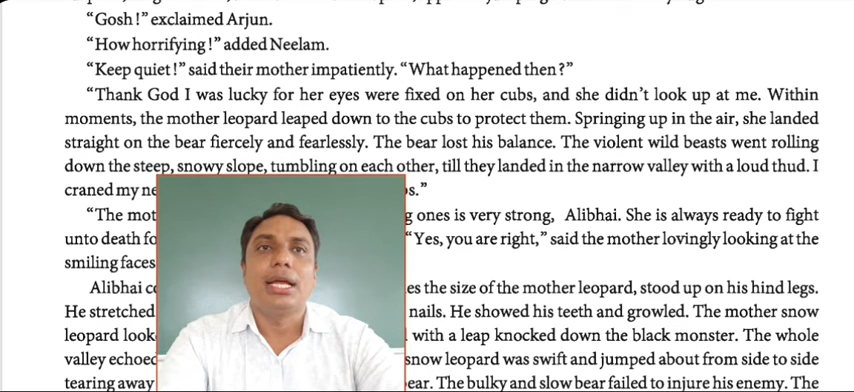 “Gosh!” exclaimed Arjun.
“How horrifying!” added Neelam.
“Keep quiet!” said their mother impatiently. “What happened then?”
“Thank God I was lucky for her eyes were fixed on her cubs, and she didn’t look up at me. Within
moments, the mother leopard leaped down to the cubs to protect them. Springing up in the air, she landed
straight on the bear fiercely and fearlessly. The bear lost his balance. The violent wild beasts went rolling
down the steep, snowy slope, tumbling on each other, till they landed in the narrow valley with a loud thud. I
craned my
“The
ones is very strong, Alibhai. She is always ready to fight
unto death
“Yes, you are right,” said the mother lovingly looking at the
smiling faces
Alibhai
the size of the mother leopard, stood up on his hind legs.
He stretched
nails. He showed his teeth and growled. The mother snow
leopard
with a leap knocked down the black monster. The whole
valley
snow leopard was swift and jumped about from side to side
tearing away
The bulky and slow bear failed to injure his enemy. The